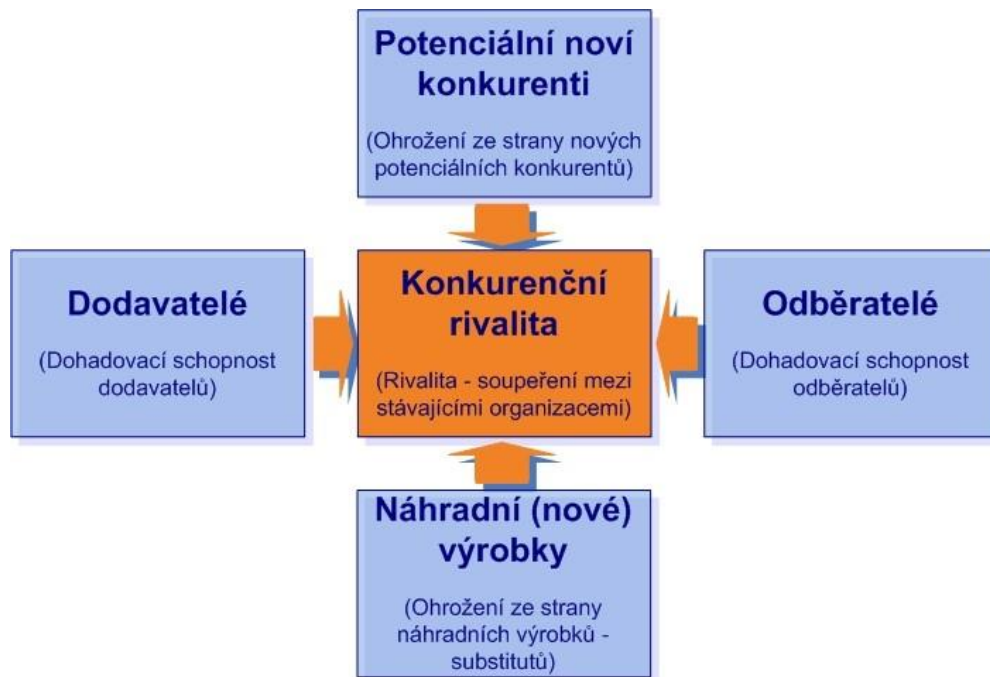 Potenciální noví
konkurenti
(Ohrožení ze strany nových
potenciálních konkurentů)
Dodavatelé
(Dohadovací schopnost
dodavatelů)
Konkurenční
rivalita
(Rivalita - soupeření mezi
stávajícími organizacemi)
Odběratelé
(Dohadovací schopnost
odběratelů)
Náhradní (nové)
výrobky
(Ohrožení ze strany
náhradních výrobků -
substitutů)